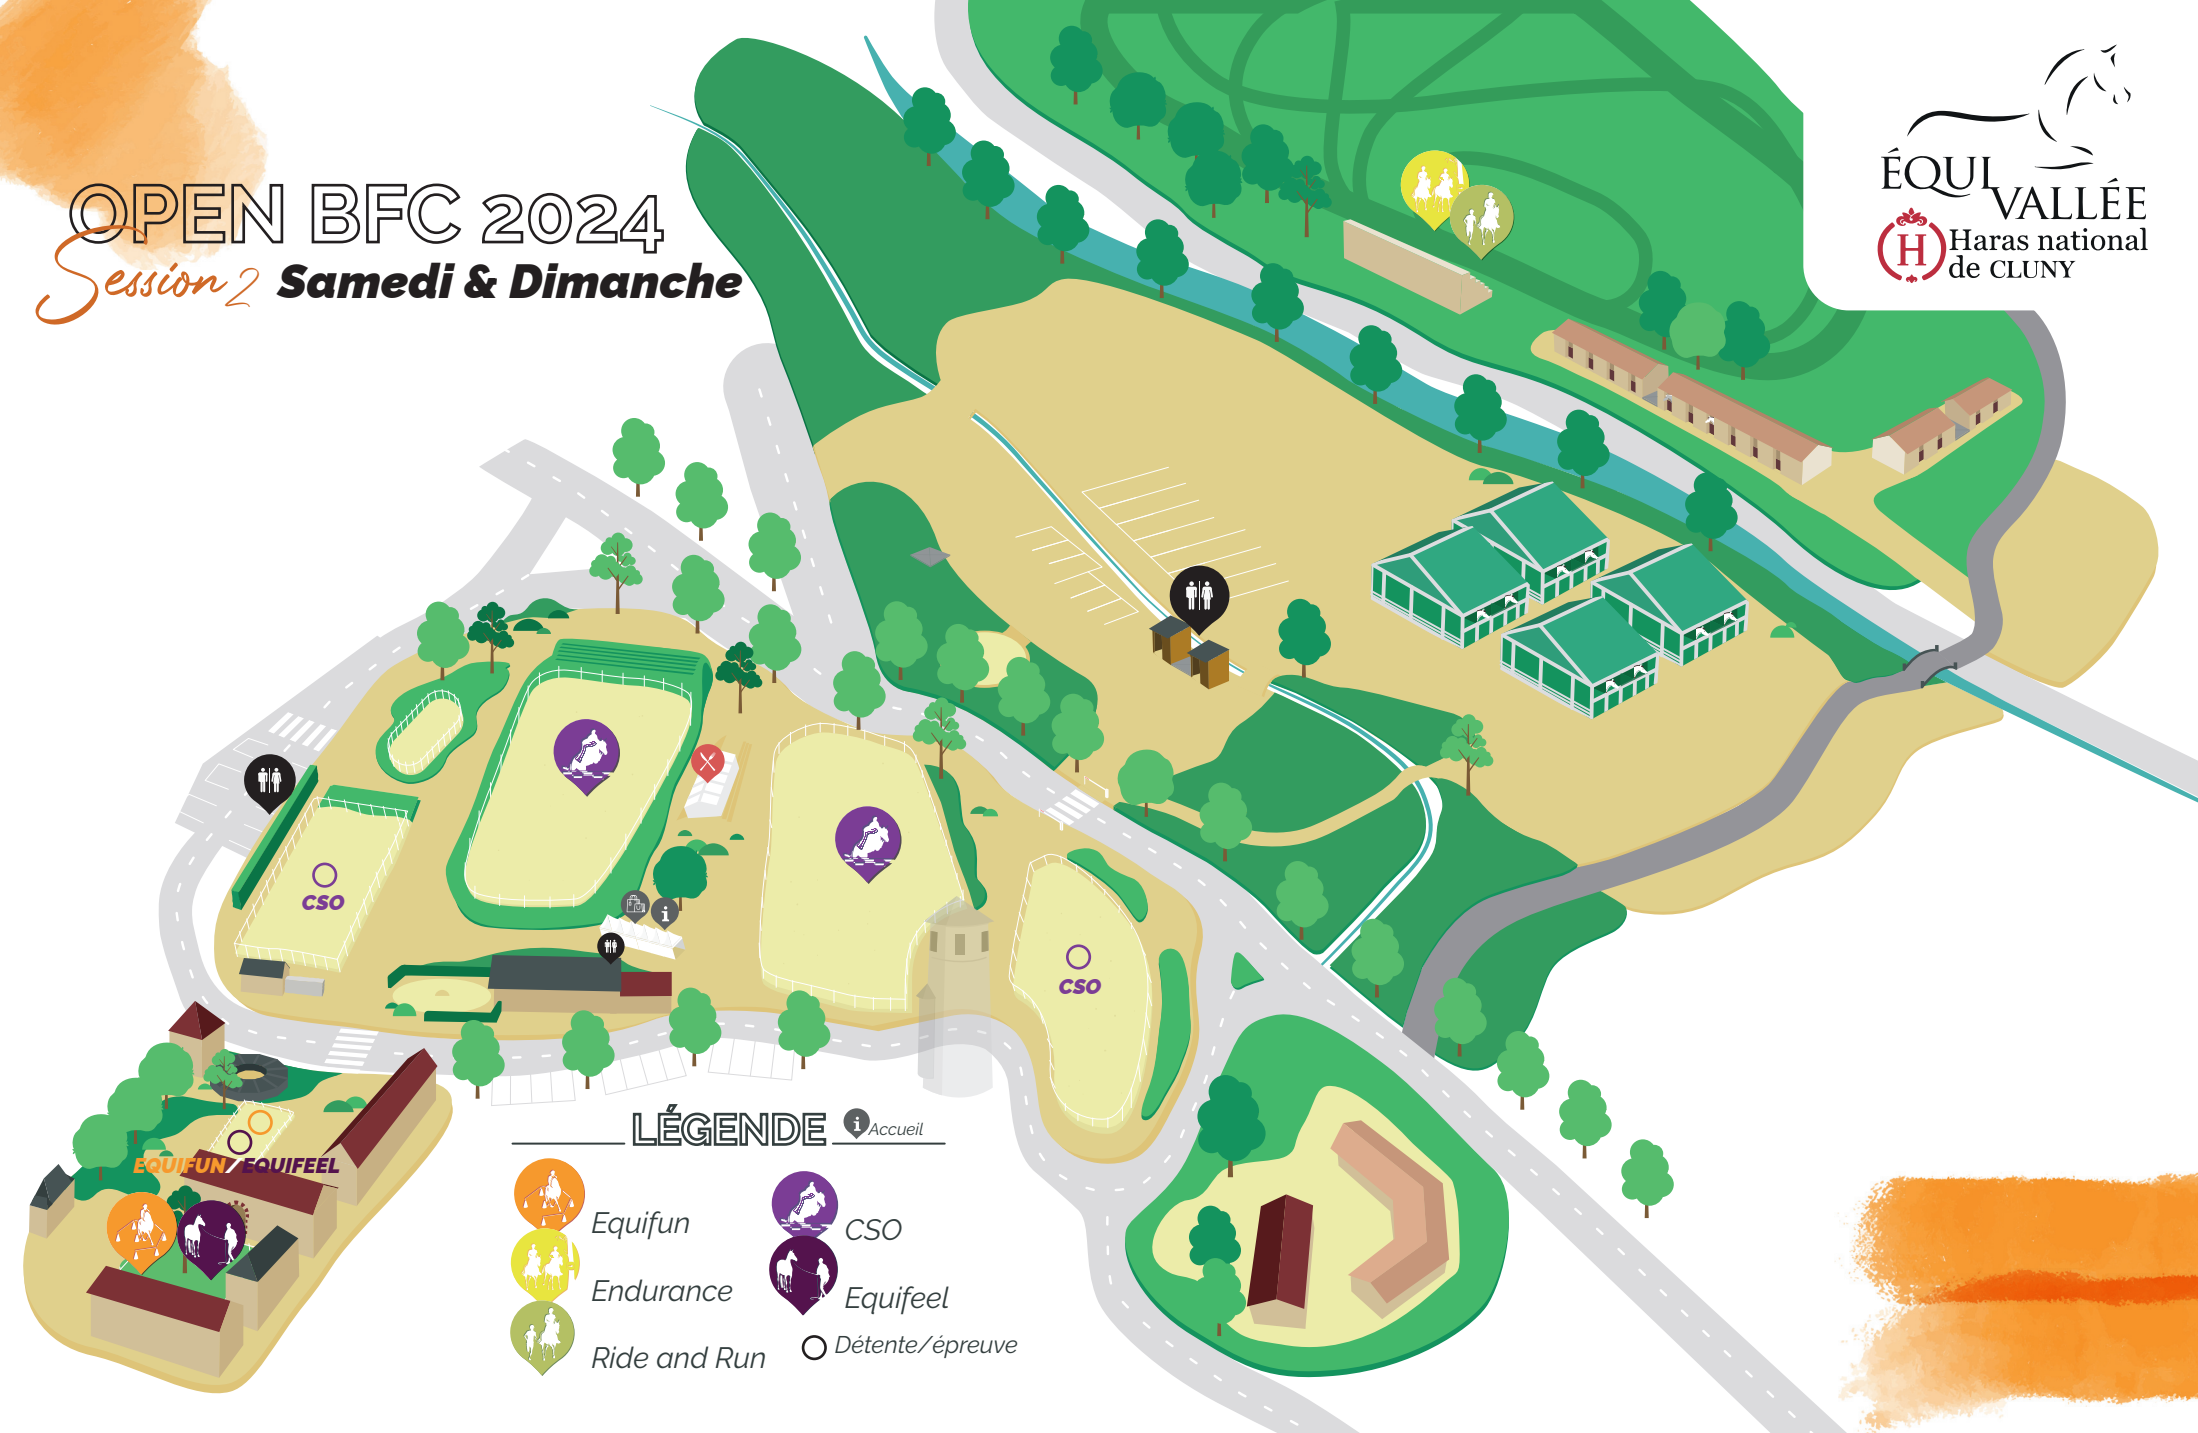 OPEN BFC 2024
Session 2 Samedi & Dimanche
ÉQUI
VALLÉE
H Haras national
de CLUNY
CSO
CSO
EQUIFUN/EQUIFEEL
i
LÉGENDE i Accueil
Equifun
CSO
Endurance
Equifeel
Ride and Run
Détente/épreuve